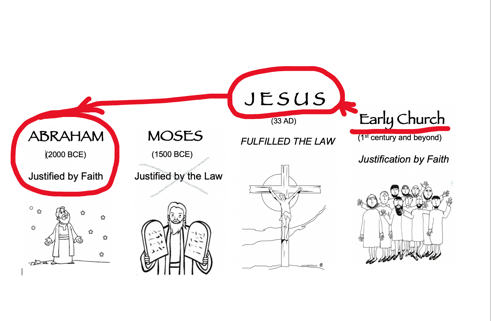 ABRAHAM
(2000 BCE)
Justified by Faith
MOSES
(1500 BCE)
Justified by the Law
JESUS
(33 AD)
FULFILLED THE LAW
Early Church
(1st century and beyond)
Justification by Faith